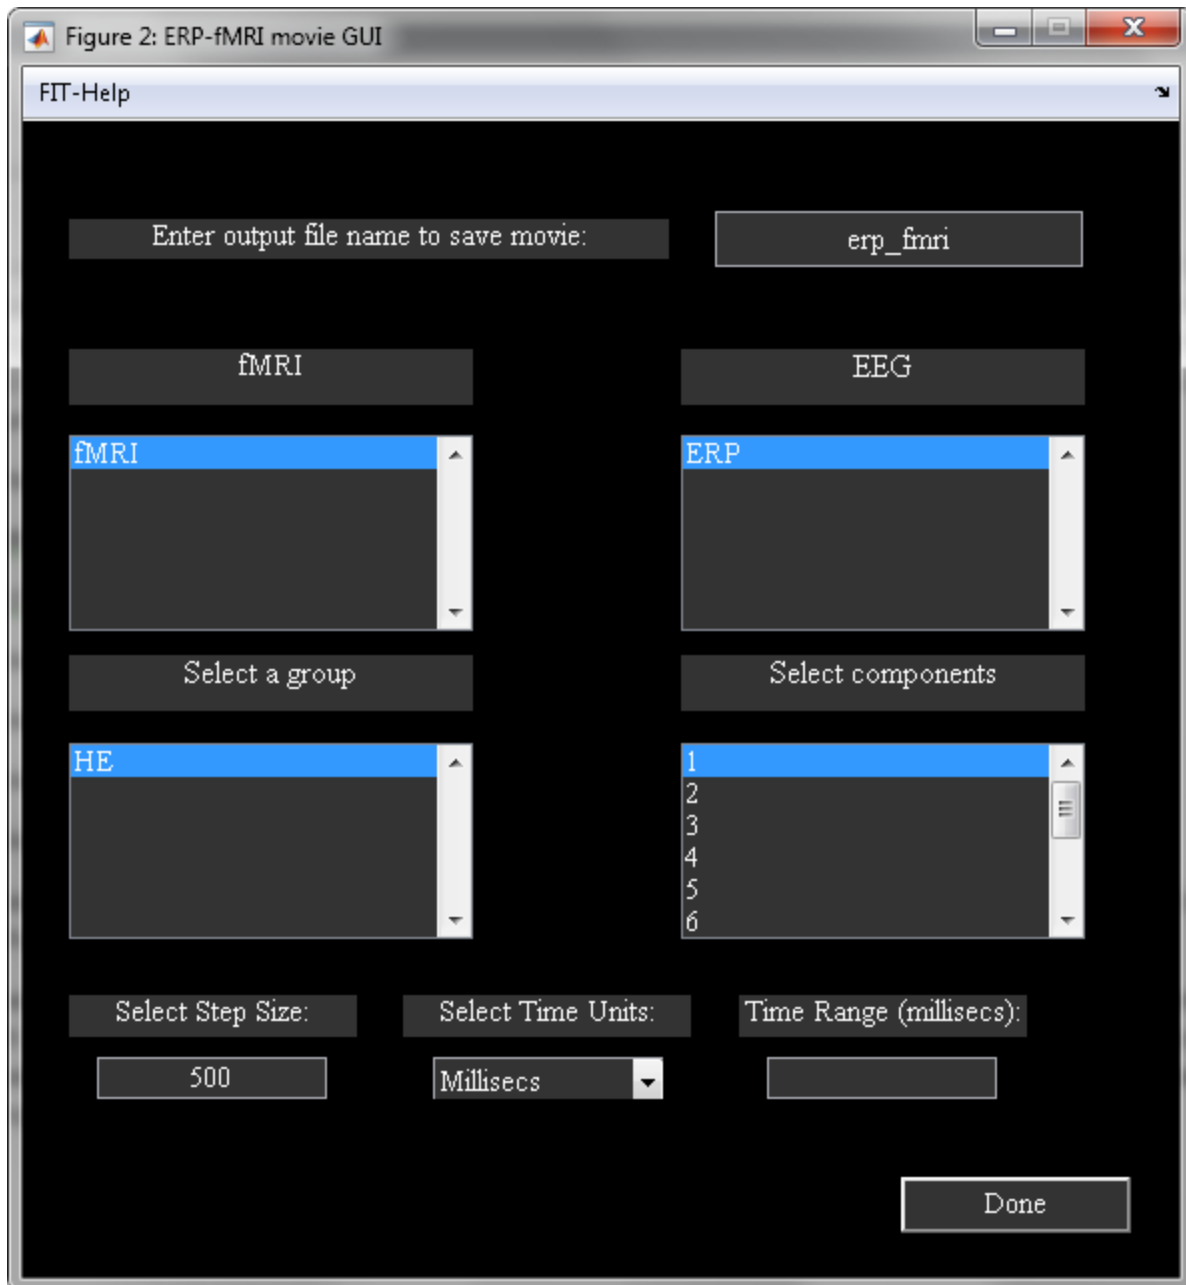 Figure 2: ERP-fMRI movie GUI
FIT-Help
Enter output file name to save movie:
erp_fmri
fMRI
EEG
fMRI
ERP
Select a group
Select components
HE
1
2
3
4
5
6
Select Step Size:
Select Time Units:
Time Range (millisecs):
500
Millisecs
Done